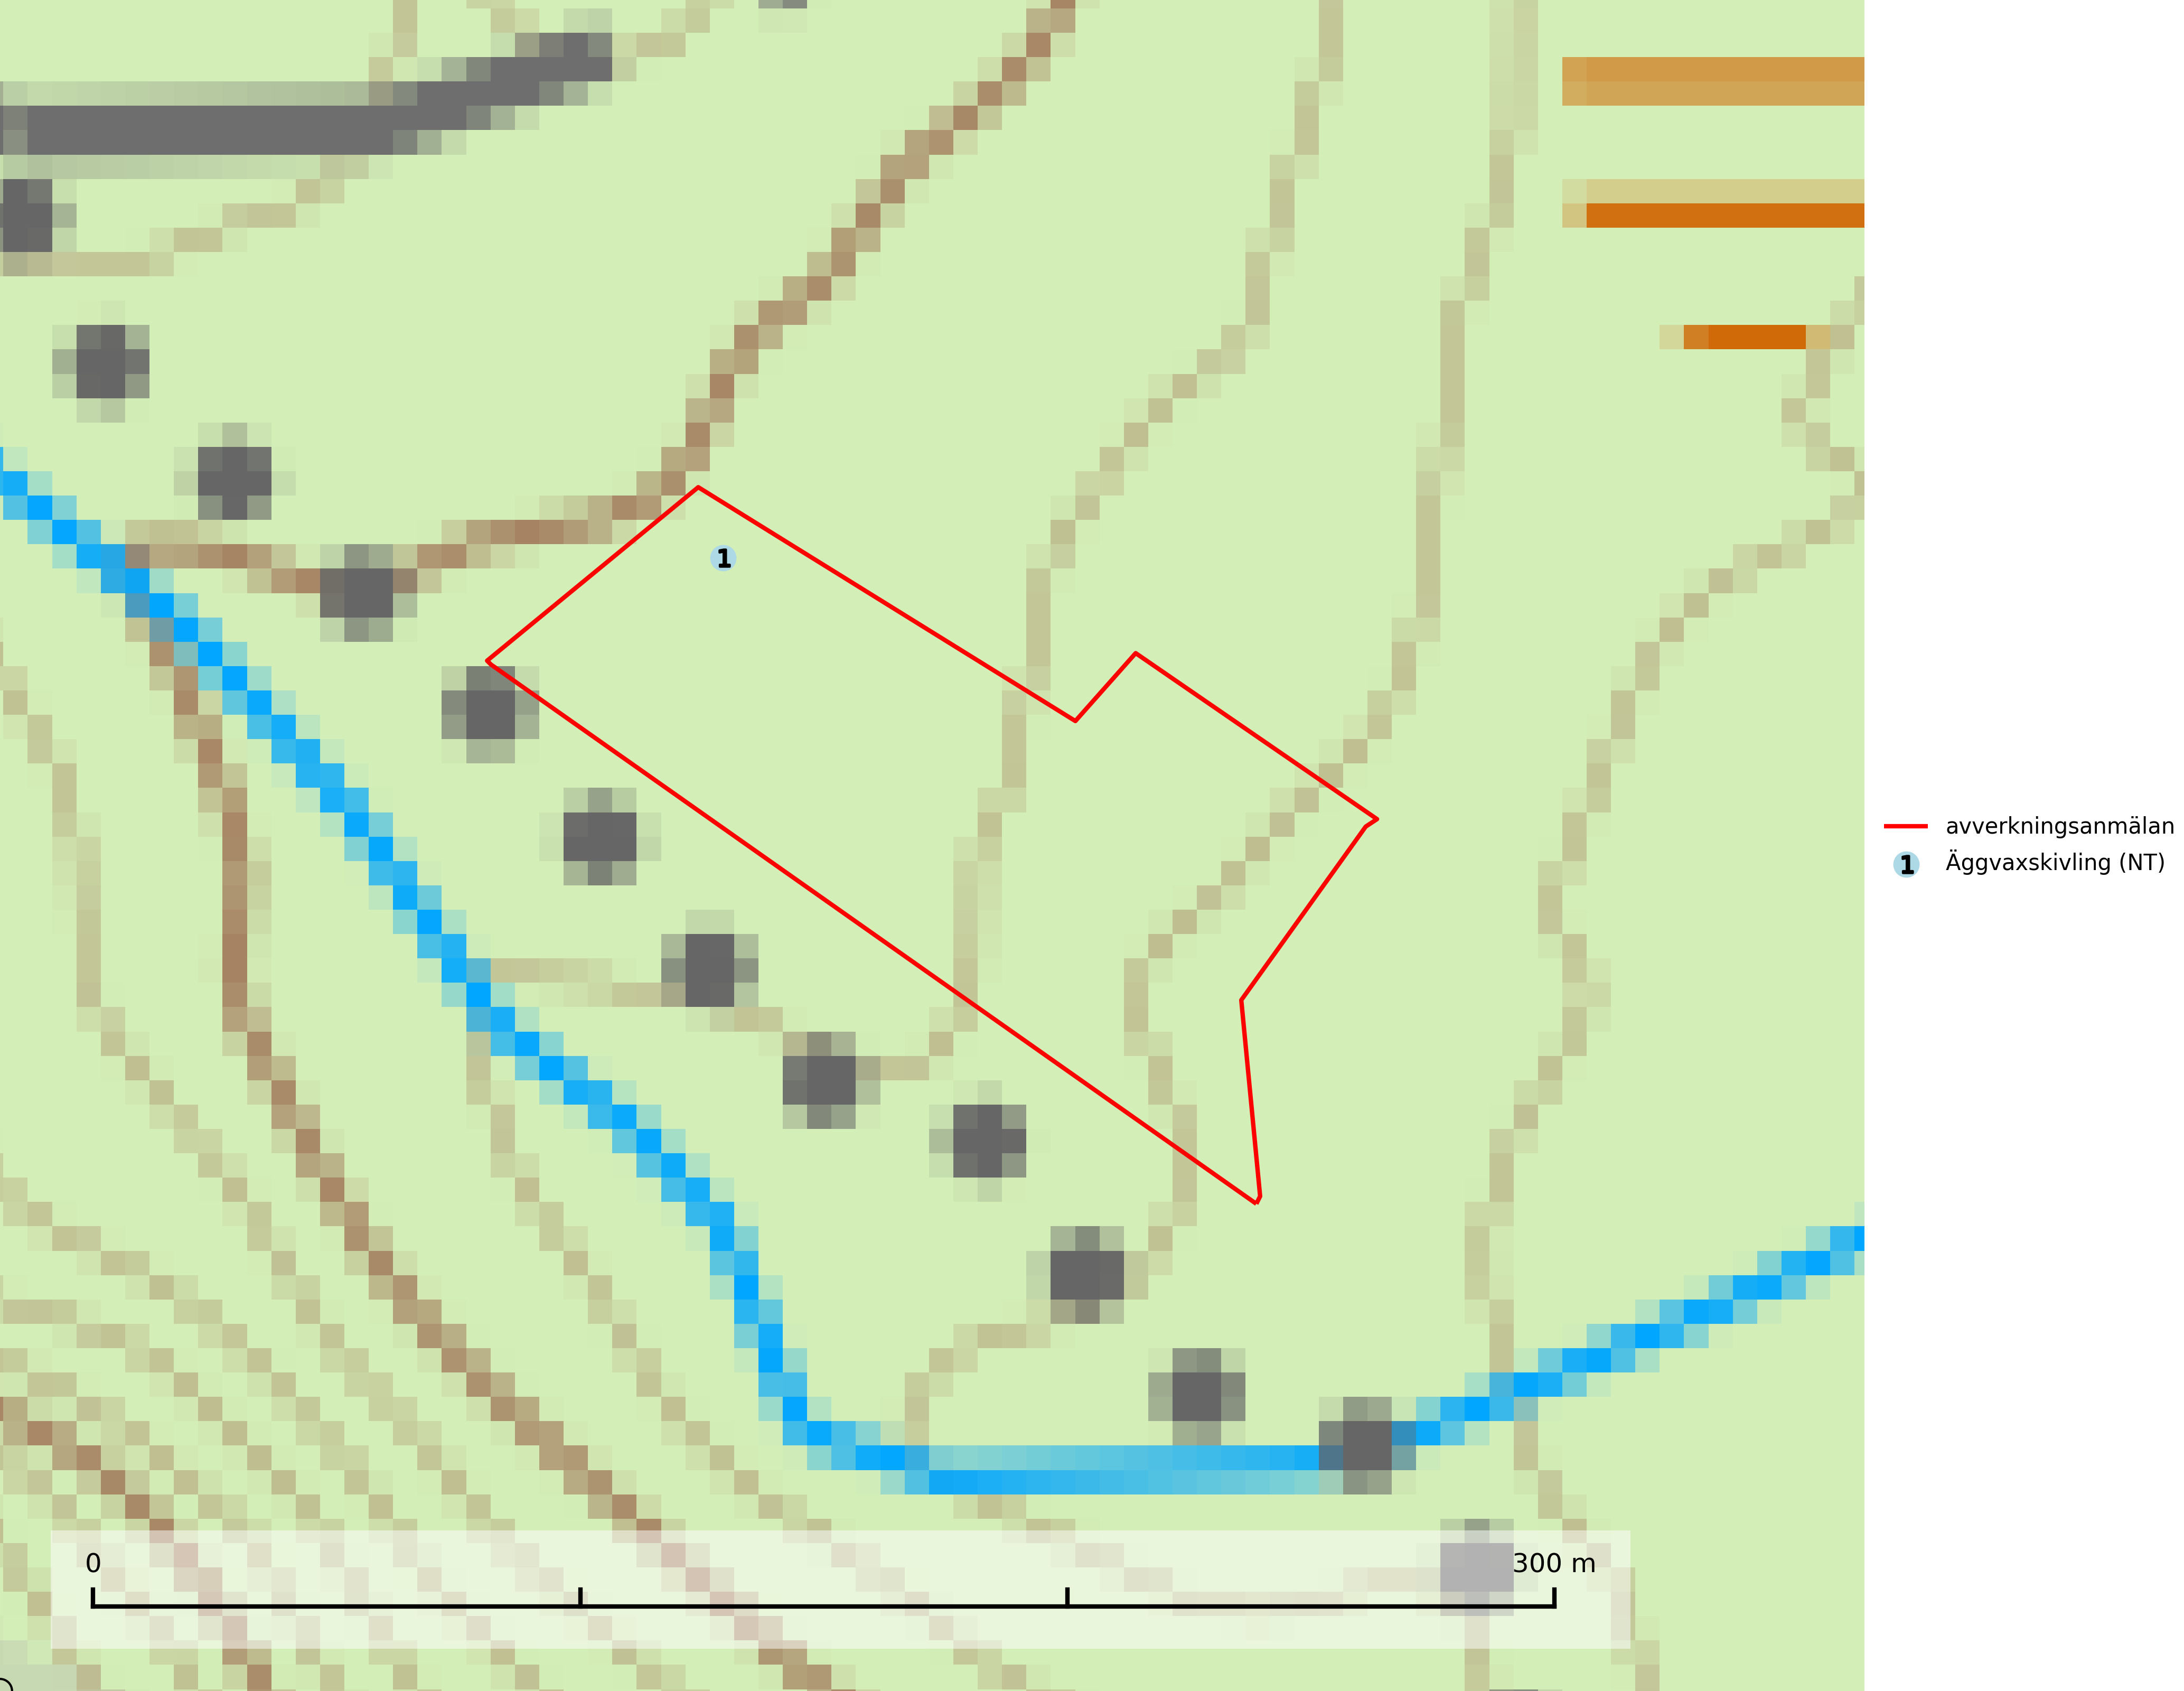 1
avverkningsanmälan
1 Äggvaxskivling (NT)
0 300 m